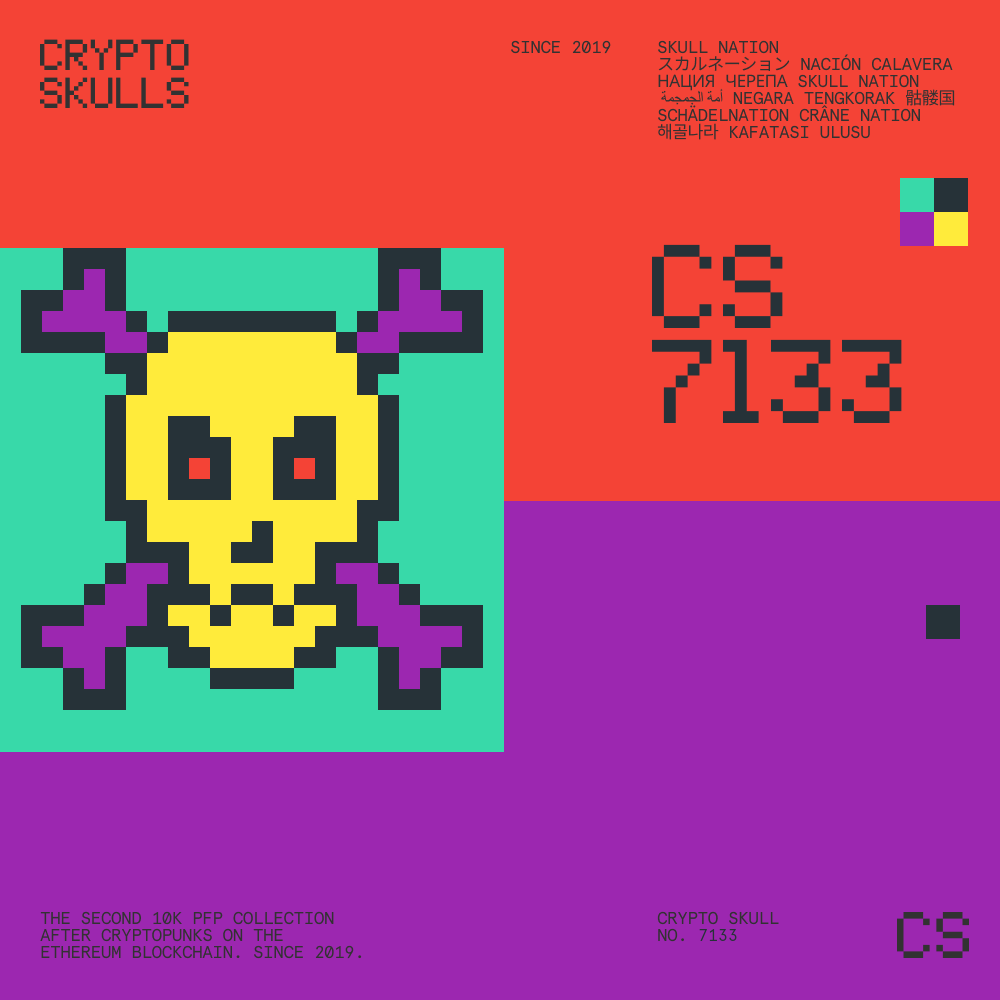 CRYPTO
SKULLS
SINCE 2019
SKULL NATION
スカルネーション NACIÓN CALAVERA
НАЦИЯ ЧЕРЕПА SKULL NATION
أمة الجمجمة NEGARA TENGKORAK 骷髅国
SCHÄDELNATION CRÂNE NATION
해골나라 KAFATASI ULUSU
CS
7133
THE SECOND 10K PFP COLLECTION
AFTER CRYPTOPUNKS ON THE
ETHEREUM BLOCKCHAIN. SINCE 2019.
CRYPTO SKULL
NO. 7133
CS